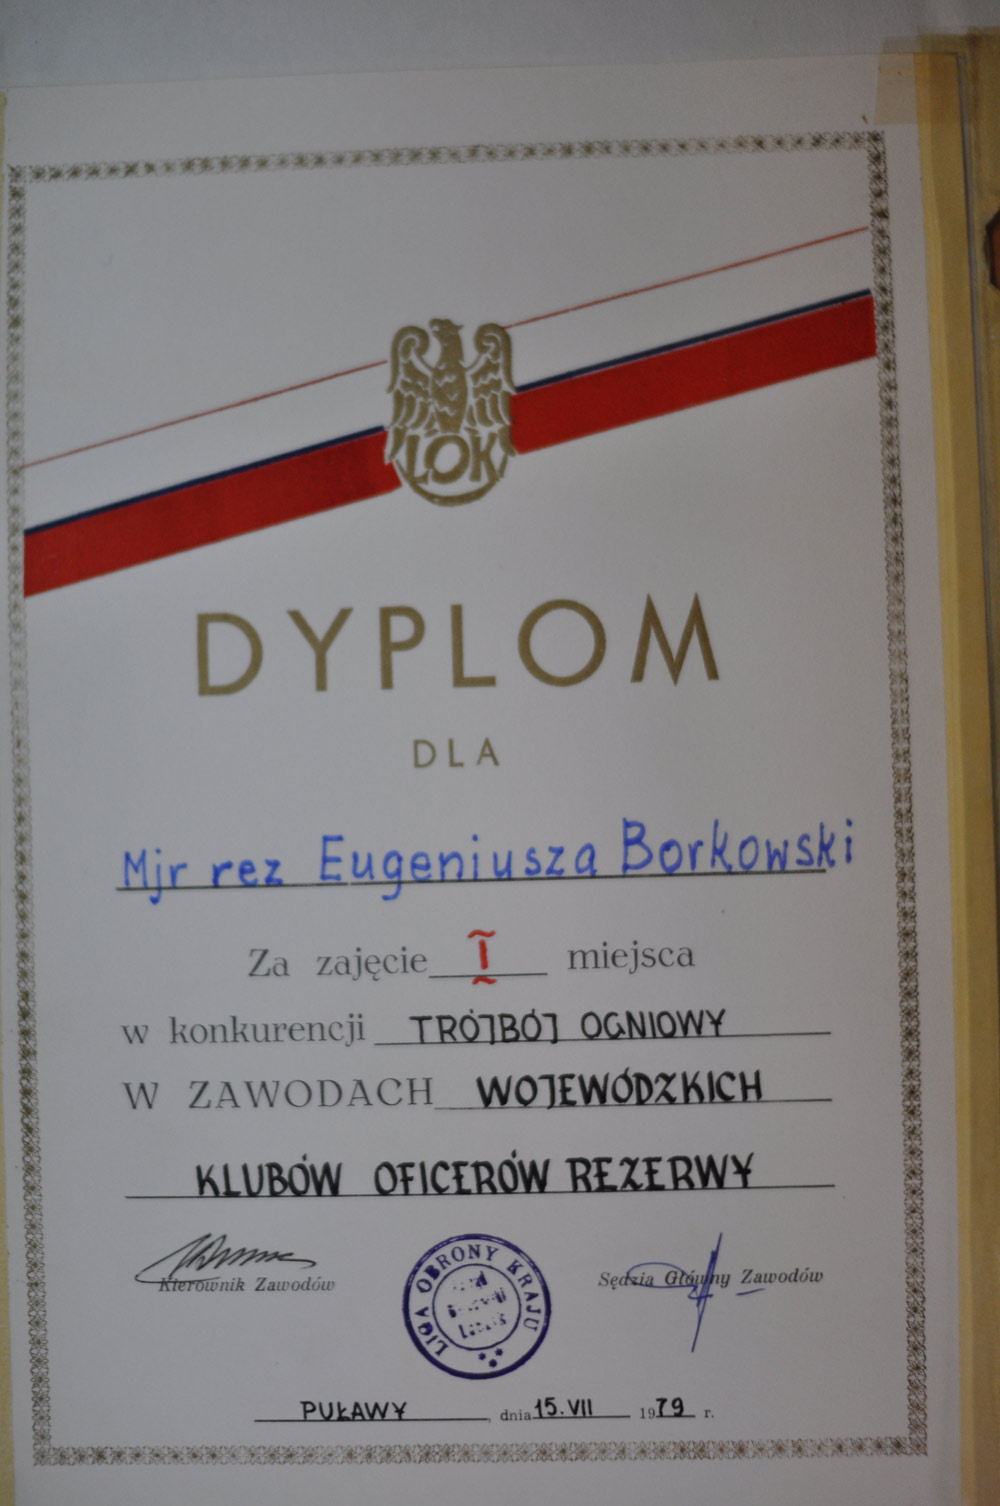 LOK
DYPLOM
DLA
Mjr rez Eugeniusza Borkowski
Za zajęcie I miejsca
w konkurencji TRÓJBÓJ OGNIOWY
W ZAWODACH WOJEWÓDZKICH
KLUBÓW OFICERÓW REZERWY
Kierownik Zawodów
LIGA OBRONY KRAJU
Sędzia Główny Zawodów
PUŁAWY, dnia 15.VII 1979 r.